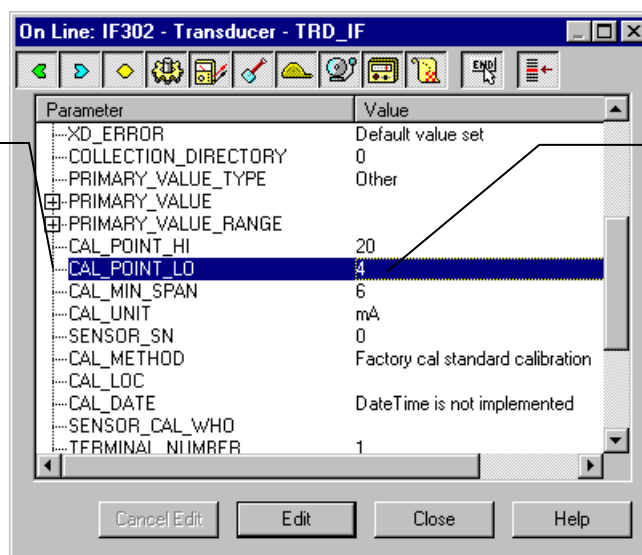 On Line: IF302 - Transducer - TRD_IF
END
Parameter Value
XD_ERROR Default value set
COLLECTION_DIRECTORY 0
PRIMARY_VALUE_TYPE Other
PRIMARY_VALUE
PRIMARY_VALUE_RANGE
CAL_POINT_HI 20
CAL_POINT_LO 4
CAL_MIN_SPAN 6
CAL_UNIT mA
SENSOR_SN 0
CAL_METHOD Factory cal standard calibration
CAL_LOC
CAL_DATE DateTime is not implemented
SENSOR_CAL_WHO
TERMINAL_NUMBER 1
Cancel Edit Edit Close Help